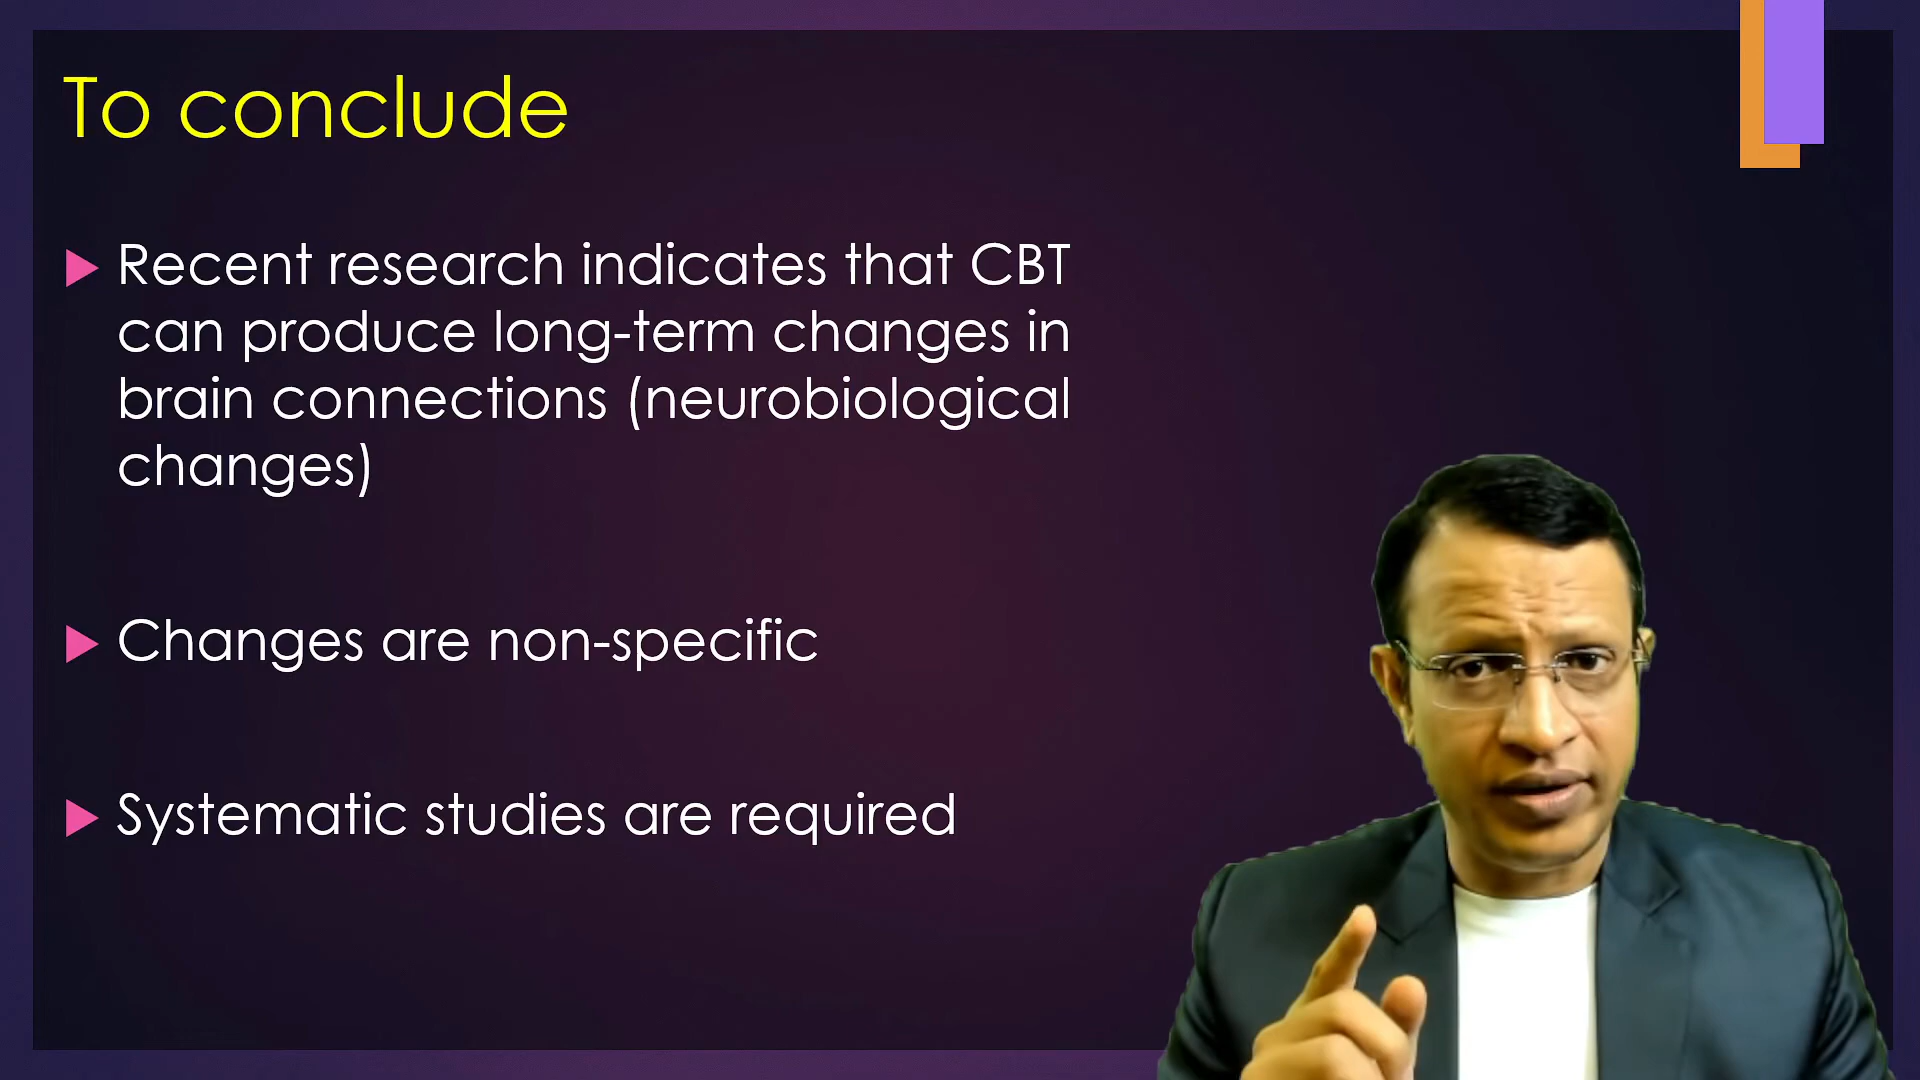 To conclude
Recent research indicates that CBT
can produce long-term changes in
brain connections (neurobiological
changes)
Changes are non-specific
Systematic studies are required